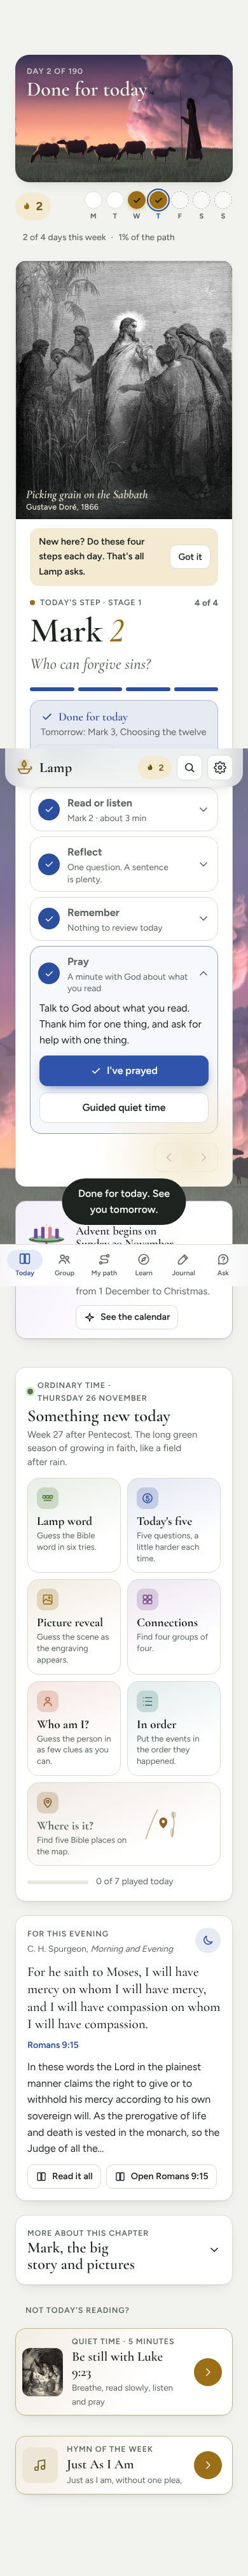 DAY 2 OF 190
Done for today
2
M T W T F S S
2 of 4 days this week · 1% of the path
Picking grain on the Sabbath
Gustave Doré, 1866
New here? Do these four
steps each day. That's all
Lamp asks.
Got it
TODAY'S STEP · STAGE 1
4 of 4
Mark 2
Who can forgive sins?
Done for today
Tomorrow: Mark 3, Choosing the twelve
Lamp
2
Read or listen
Mark 2 · about 3 min
Reflect
One question. A sentence
is plenty.
Remember
Nothing to review today
Pray
A minute with God about what
you read
Talk to God about what you read.
Thank him for one thing, and ask for
help with one thing.
I've prayed
Guided quiet time
Done for today. See
you tomorrow.
Advent begins on
Sunday 29 November
Today
Group
My path
Learn
Journal
Ask
from 1 December to Christmas.
See the calendar
ORDINARY TIME ·
THURSDAY 26 NOVEMBER
Something new today
Week 27 after Pentecost. The long green
season of growing in faith, like a field
after rain.
Lamp word
Guess the Bible
word in six tries.
Today's five
Five questions, a
little harder each
time.
Picture reveal
Guess the scene as
the engraving
appears.
Connections
Find four groups of
four.
Who am I?
Guess the person in
as few clues as you
can.
In order
Put the events in
the order they
happened.
Where is it?
Find five Bible places on
the map.
0 of 7 played today
FOR THIS EVENING
C. H. Spurgeon, Morning and Evening
For he saith to Moses, I will have
mercy on whom I will have mercy,
and I will have compassion on whom
I will have compassion.
Romans 9:15
In these words the Lord in the plainest
manner claims the right to give or to
withhold his mercy according to his own
sovereign will. As the prerogative of life
and death is vested in the monarch, so the
Judge of all the…
Read it all
Open Romans 9:15
MORE ABOUT THIS CHAPTER
Mark, the big
story and pictures
NOT TODAY'S READING?
QUIET TIME · 5 MINUTES
Be still with Luke
9:23
Breathe, read slowly, listen
and pray
HYMN OF THE WEEK
Just As I Am
Just as I am, without one plea,